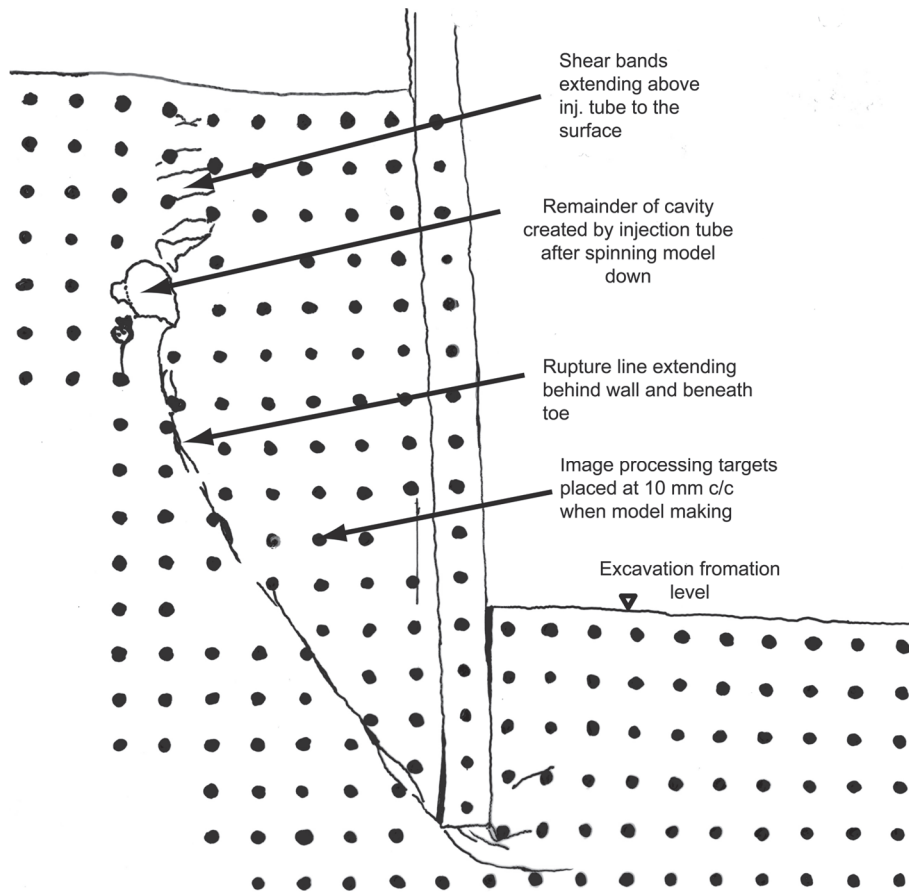 Shear bands
extending above
inj. tube to the
surface
Remainder of cavity
created by injection tube
after spinning model
down
Rupture line extending
behind wall and beneath
toe
Image processing targets
placed at 10 mm c/c
when model making
Excavation fromation
level